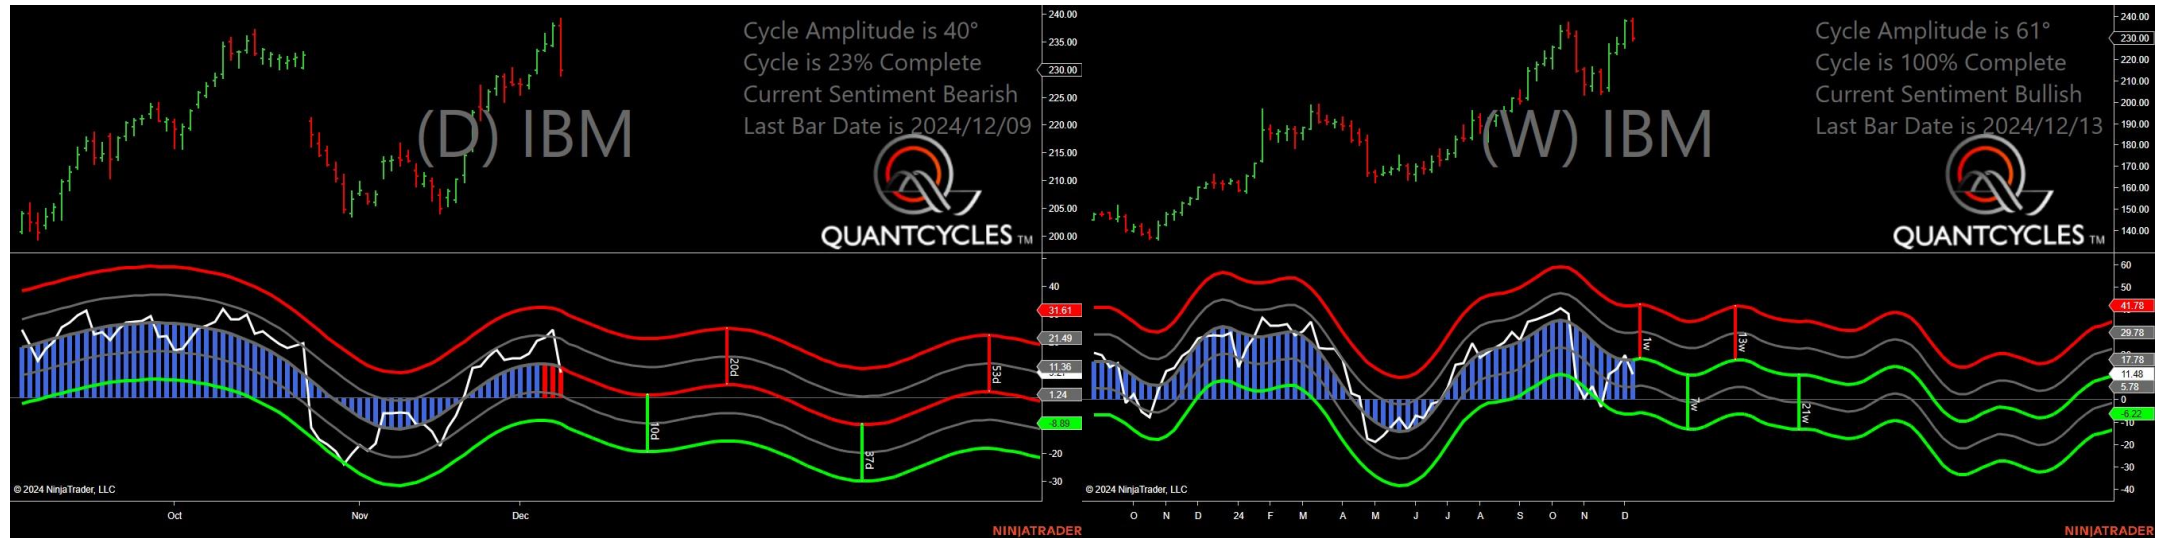 Cycle Amplitude is 40°
Cycle is 23% Complete
Current Sentiment Bearish
Last Bar Date is 2024/12/09
(D) IBM
QUANTCYCLES TM
240.00
235.00
230.00
225.00
220.00
215.00
210.00
205.00
200.00
40
31.61
21.49
11.36
1.24
-8.89
-20
-30
10d
20d
37d
53d
© 2024 NinjaTrader, LLC
Oct
Nov
Dec
NINJATRADER
Cycle Amplitude is 61°
Cycle is 100% Complete
Current Sentiment Bullish
Last Bar Date is 2024/12/13
(W) IBM
QUANTCYCLES TM
240.00
230.00
220.00
210.00
200.00
190.00
180.00
170.00
160.00
150.00
140.00
60
50
41.78
29.78
17.78
11.48
5.78
0
-6.22
-10
-20
-30
-40
1w
7w
13w
21w
© 2024 NinjaTrader, LLC
O N D 24 F M A M J J A S O N D
NINJATRADER